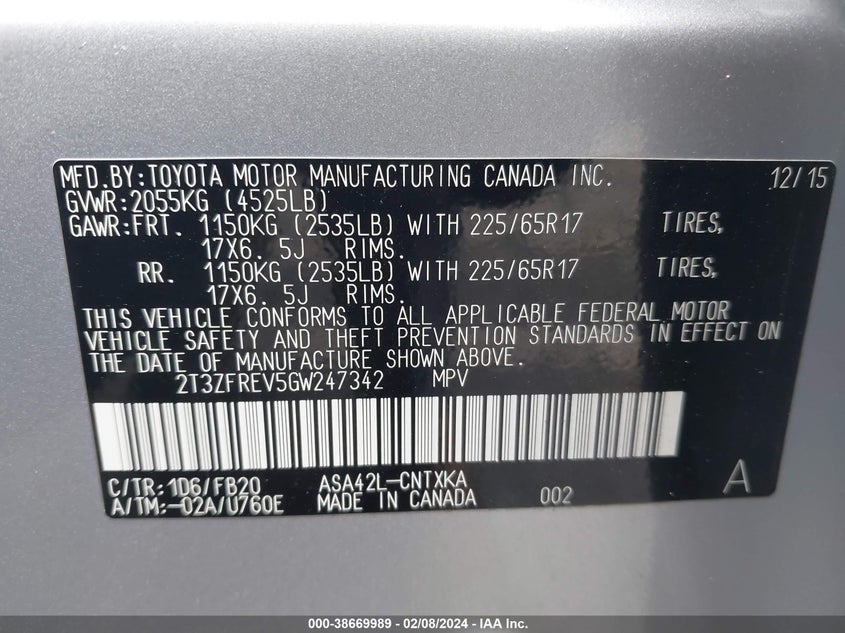 MFD.BY:TOYOTA MOTOR MANUFACTURING CANADA INC. 12/15
GVWR:2055KG (4525LB)
GAWR:FRT. 1150KG (2535LB) WITH 225/65R17 TIRES,
17X6. 5J RIMS.
RR. 1150KG (2535LB) WITH 225/65R17 TIRES,
17X6. 5J RIMS.
THIS VEHICLE CONFORMS TO ALL APPLICABLE FEDERAL MOTOR
VEHICLE SAFETY AND THEFT PREVENTION STANDARDS IN EFFECT ON
THE DATE OF MANUFACTURE SHOWN ABOVE.
2T3ZFREV5GW247342 MPV
C/TR:1D6/FB20 ASA42L-CNTXKA A
A/TM:-02A/U760E MADE IN CANADA 002
000-38669989 - 02/08/2024 - IAA Inc.